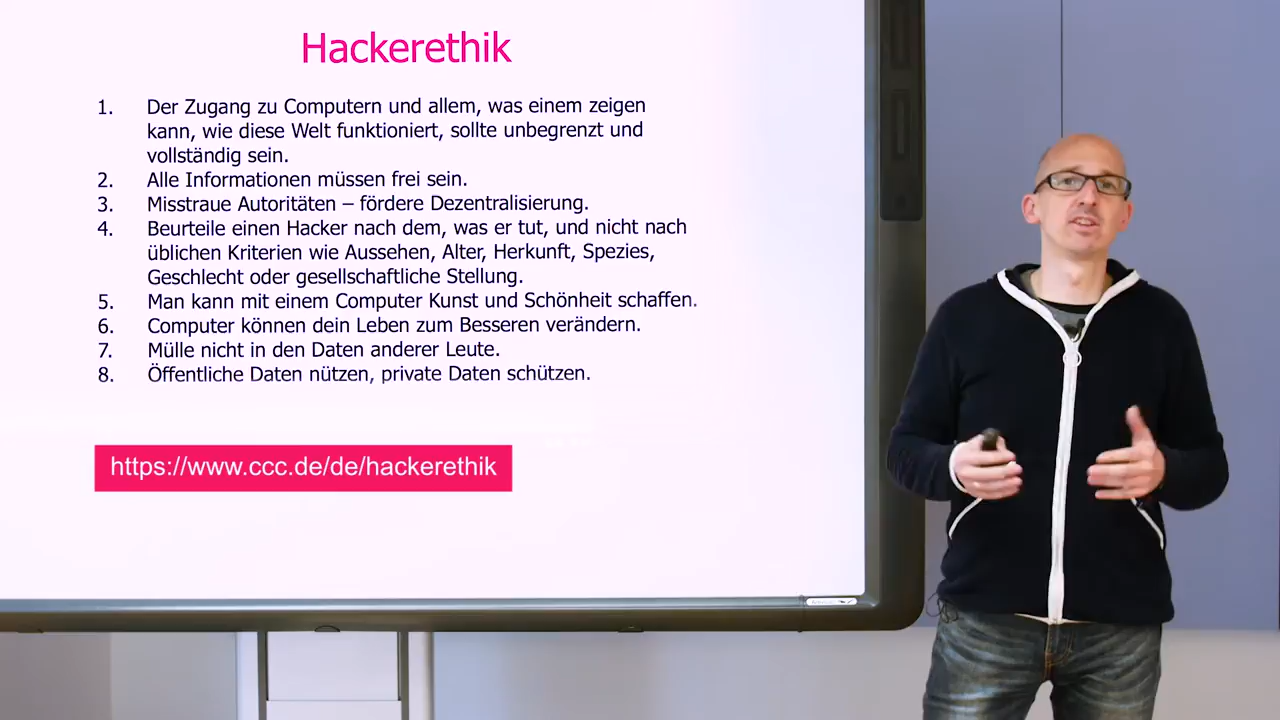 Hackerethik
1. Der Zugang zu Computern und allem, was einem zeigen
kann, wie diese Welt funktioniert, sollte unbegrenzt und
vollständig sein.
2. Alle Informationen müssen frei sein.
3. Misstraue Autoritäten – fördere Dezentralisierung.
4. Beurteile einen Hacker nach dem, was er tut, und nicht nach
üblichen Kriterien wie Aussehen, Alter, Herkunft, Spezies,
Geschlecht oder gesellschaftliche Stellung.
5. Man kann mit einem Computer Kunst und Schönheit schaffen.
6. Computer können dein Leben zum Besseren verändern.
7. Mülle nicht in den Daten anderer Leute.
8. Öffentliche Daten nützen, private Daten schützen.
https://www.ccc.de/de/hackerethik